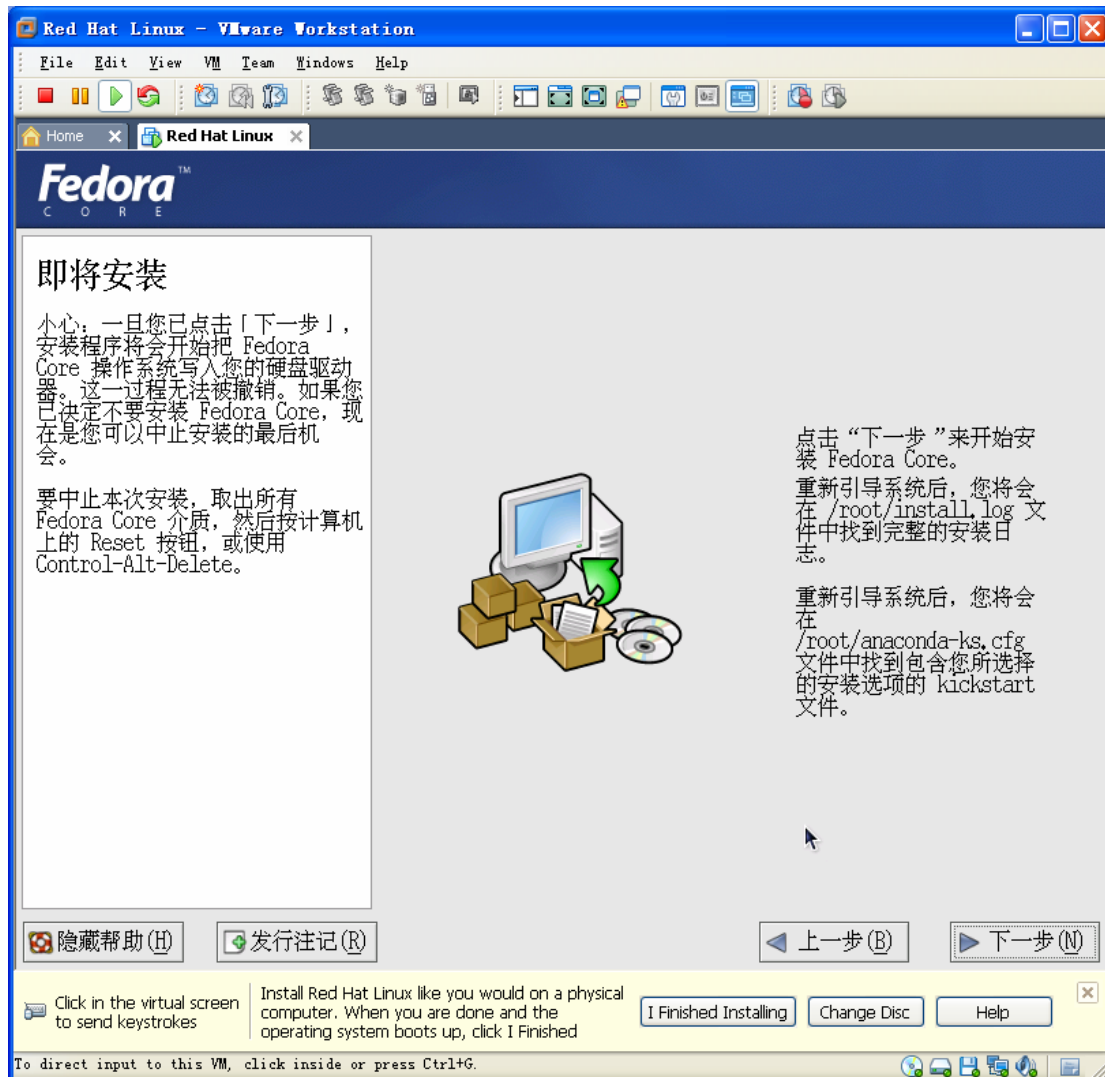 Red Hat Linux - VMware Workstation
File Edit View VM Team Windows Help
Home Red Hat Linux
Fedora™
CORE
即将安装
小心：一旦您已点击「下一步」，
安装程序将会开始把 Fedora
Core 操作系统写入您的硬盘驱动
器。这一过程无法被撤销。如果您
已决定不要安装 Fedora Core，现
在是您可以中止安装的最后机
会。
要中止本次安装，取出所有
Fedora Core 介质，然后按计算机
上的 Reset 按钮，或使用
Control-Alt-Delete。
点击“下一步”来开始安
装 Fedora Core。
重新引导系统后，您将会
在 /root/install.log 文
件中找到完整的安装日
志。
重新引导系统后，您将会
在
/root/anaconda-ks.cfg
文件中找到包含您所选择
的安装选项的 kickstart
文件。
隐藏帮助(H) 发行注记(R) 上一步(B) 下一步(N)
Click in the virtual screen
to send keystrokes
Install Red Hat Linux like you would on a physical
computer. When you are done and the
operating system boots up, click I Finished
I Finished Installing Change Disc Help
To direct input to this VM, click inside or press Ctrl+G.